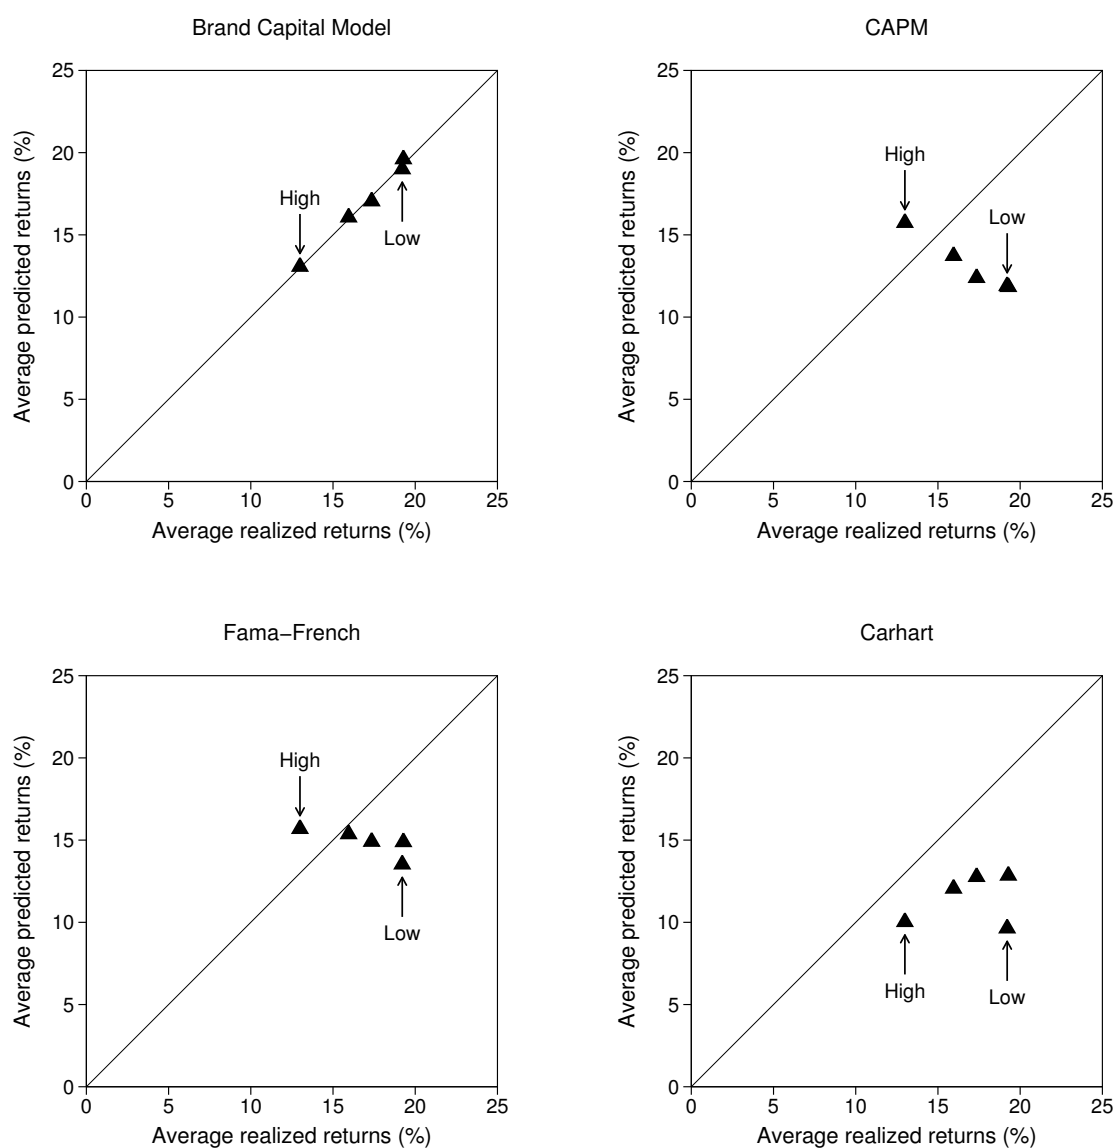 Brand Capital Model
Average predicted returns (%)
25
20
15
10
5
0
High
Low
0 5 10 15 20 25
Average realized returns (%)
CAPM
Average predicted returns (%)
25
20
15
10
5
0
High
Low
0 5 10 15 20 25
Average realized returns (%)
Fama−French
Average predicted returns (%)
25
20
15
10
5
0
High
Low
0 5 10 15 20 25
Average realized returns (%)
Carhart
Average predicted returns (%)
25
20
15
10
5
0
High
Low
0 5 10 15 20 25
Average realized returns (%)